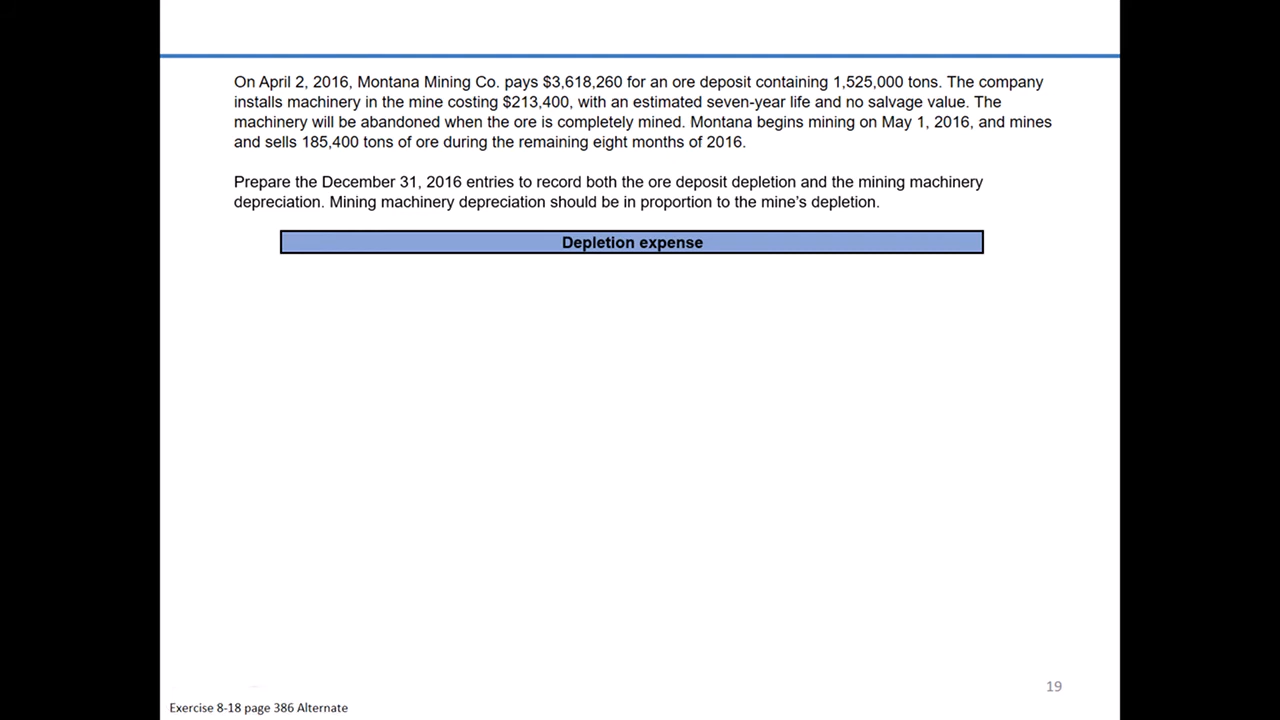 On April 2, 2016, Montana Mining Co. pays $3,618,260 for an ore deposit containing 1,525,000 tons. The company
installs machinery in the mine costing $213,400, with an estimated seven-year life and no salvage value. The
machinery will be abandoned when the ore is completely mined. Montana begins mining on May 1, 2016, and mines
and sells 185,400 tons of ore during the remaining eight months of 2016.
Prepare the December 31, 2016 entries to record both the ore deposit depletion and the mining machinery
depreciation. Mining machinery depreciation should be in proportion to the mine’s depletion.
Depletion expense
19
Exercise 8-18 page 386 Alternate